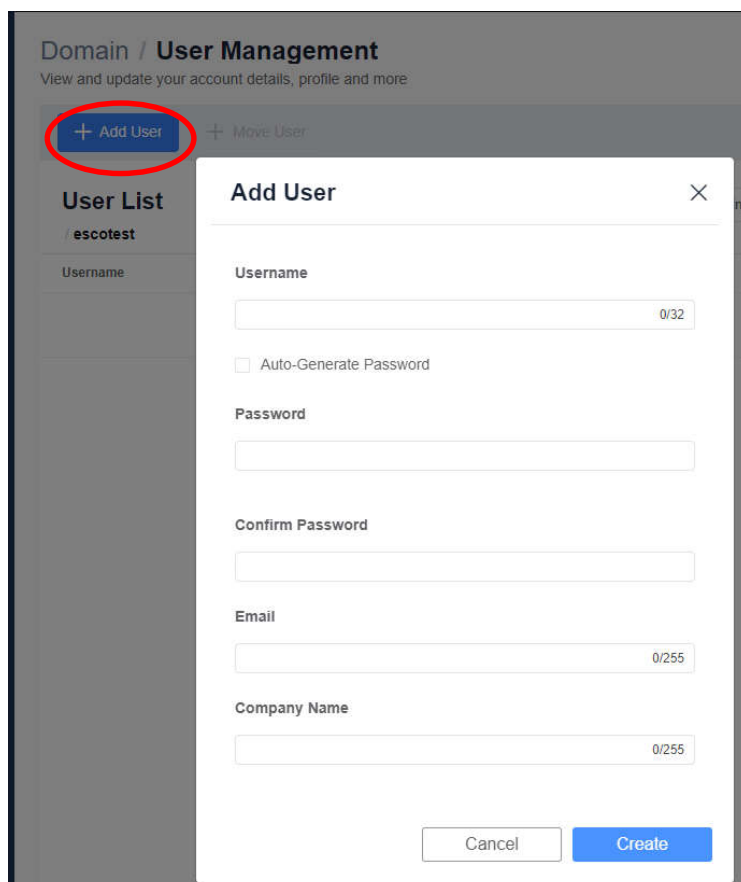 Domain / User Management
View and update your account details, profile and more
+ Add User
+ Move User
User List
/ escotest
Username
Add User
Username
0/32
Auto-Generate Password
Password
Confirm Password
Email
0/255
Company Name
0/255
Cancel
Create